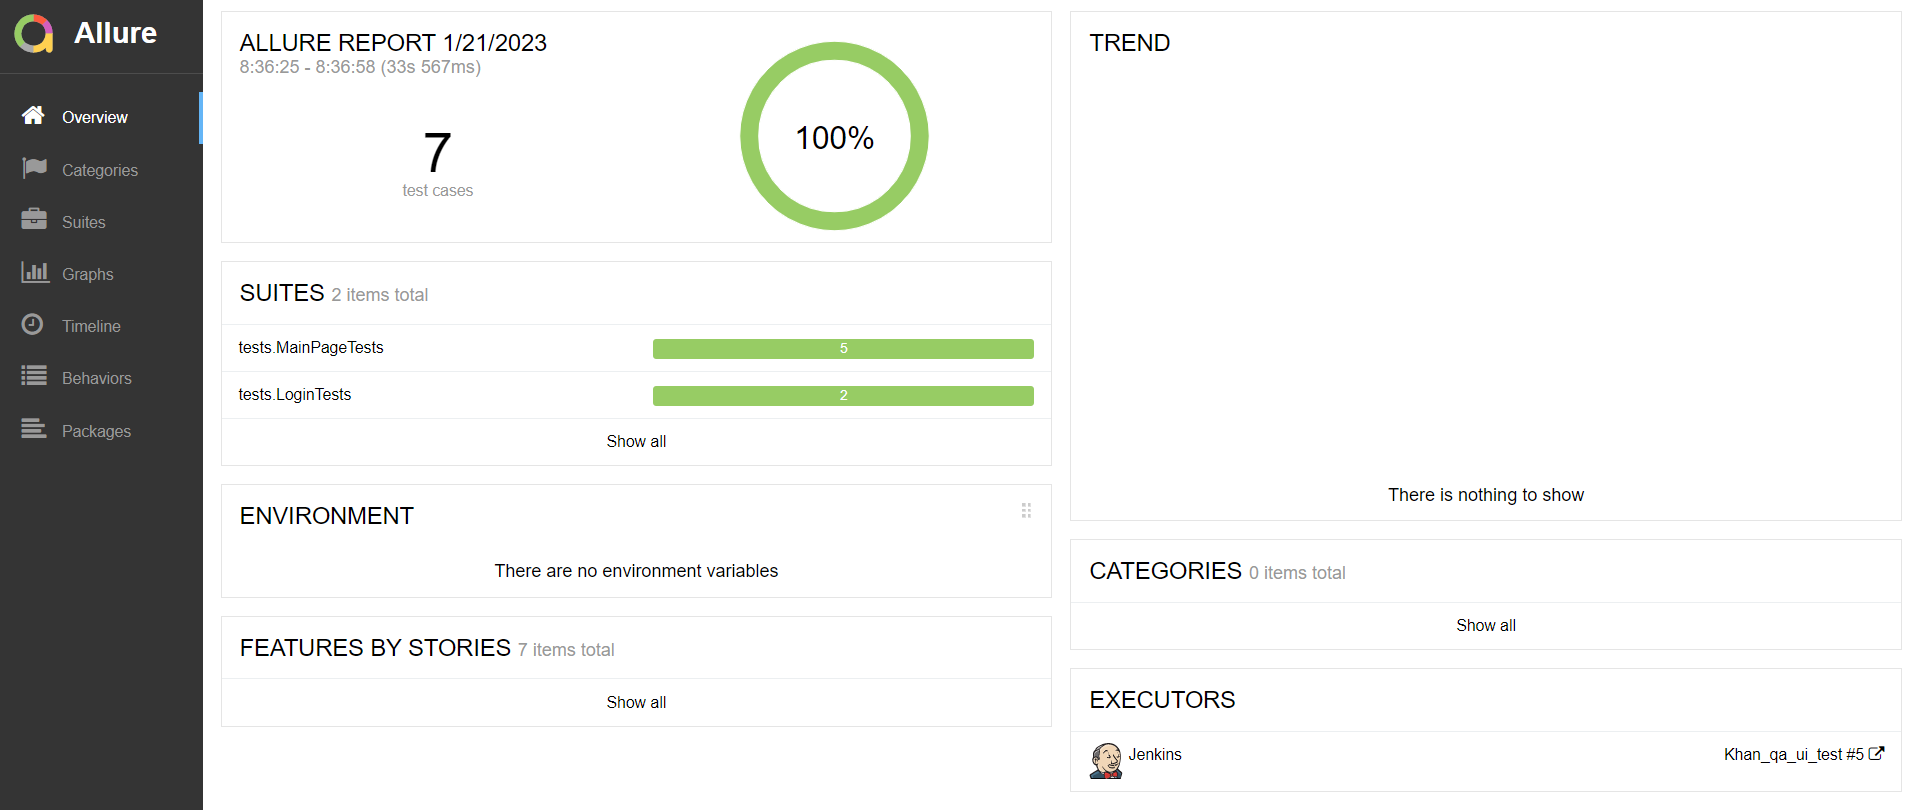 Allure
Overview
Categories
Suites
Graphs
Timeline
Behaviors
Packages
ALLURE REPORT 1/21/2023
8:36:25 - 8:36:58 (33s 567ms)
7
test cases
100%
SUITES 2 items total
tests.MainPageTests 5
tests.LoginTests 2
Show all
ENVIRONMENT
There are no environment variables
FEATURES BY STORIES 7 items total
Show all
TREND
There is nothing to show
CATEGORIES 0 items total
Show all
EXECUTORS
Jenkins Khan_qa_ui_test #5